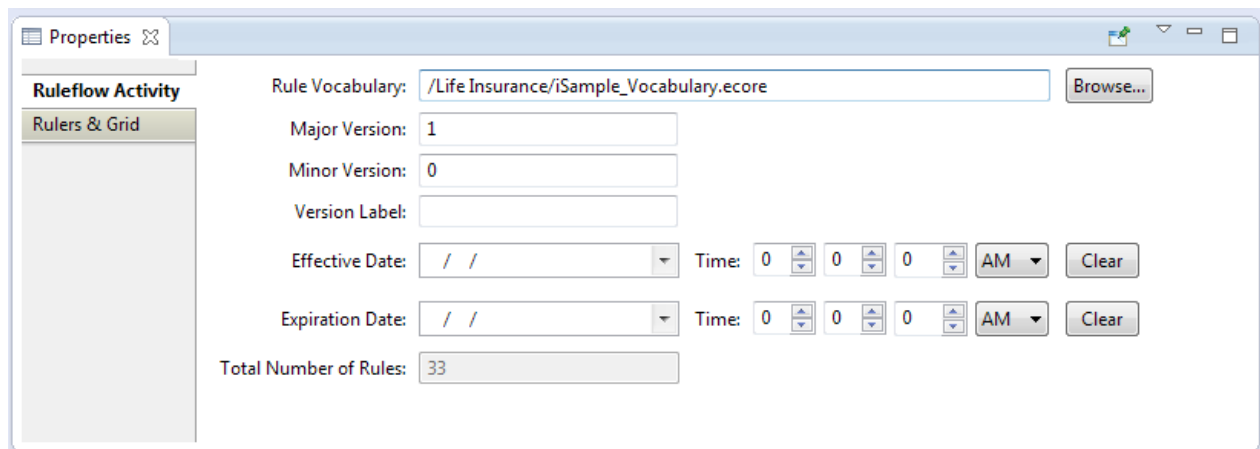 Properties
Ruleflow Activity
Rulers & Grid
Rule Vocabulary: /Life Insurance/iSample_Vocabulary.ecore Browse...
Major Version: 1
Minor Version: 0
Version Label:
Effective Date: / / Time: 0 0 0 AM Clear
Expiration Date: / / Time: 0 0 0 AM Clear
Total Number of Rules: 33